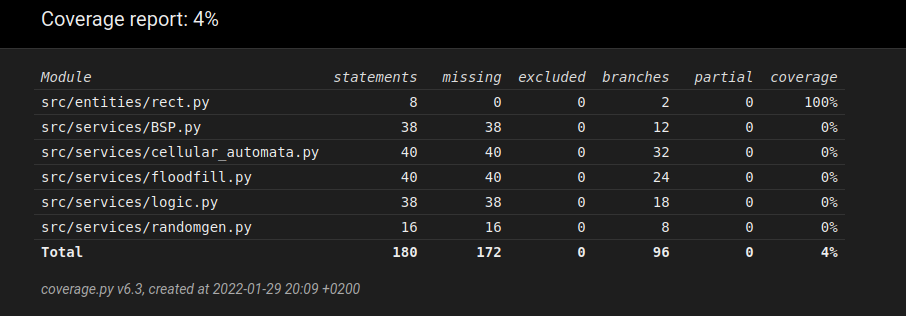 Coverage report: 4%
Module statements missing excluded branches partial coverage
src/entities/rect.py 8 0 0 2 0 100%
src/services/BSP.py 38 38 0 12 0 0%
src/services/cellular_automata.py 40 40 0 32 0 0%
src/services/floodfill.py 40 40 0 24 0 0%
src/services/logic.py 38 38 0 18 0 0%
src/services/randomgen.py 16 16 0 8 0 0%
Total 180 172 0 96 0 4%
coverage.py v6.3, created at 2022-01-29 20:09 +0200